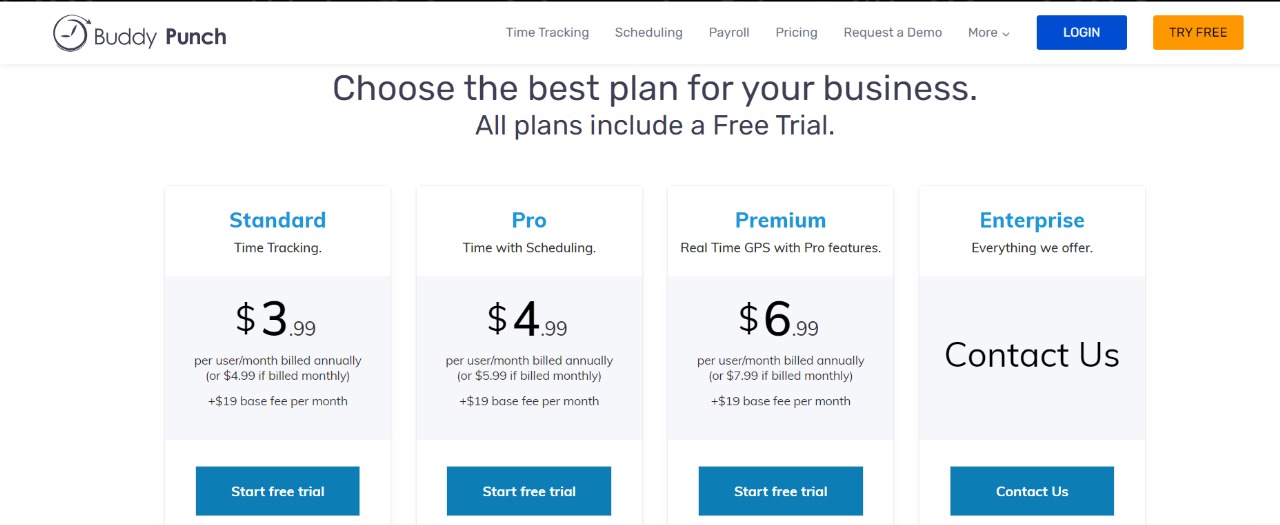 Buddy Punch
Time Tracking Scheduling Payroll Pricing Request a Demo More LOGIN TRY FREE
Choose the best plan for your business.
All plans include a Free Trial.
Standard
Time Tracking.
$3.99
per user/month billed annually
(or $4.99 if billed monthly)
+$19 base fee per month
Start free trial
Pro
Time with Scheduling.
$4.99
per user/month billed annually
(or $5.99 if billed monthly)
+$19 base fee per month
Start free trial
Premium
Real Time GPS with Pro features.
$6.99
per user/month billed annually
(or $7.99 if billed monthly)
+$19 base fee per month
Start free trial
Enterprise
Everything we offer.
Contact Us
Contact Us